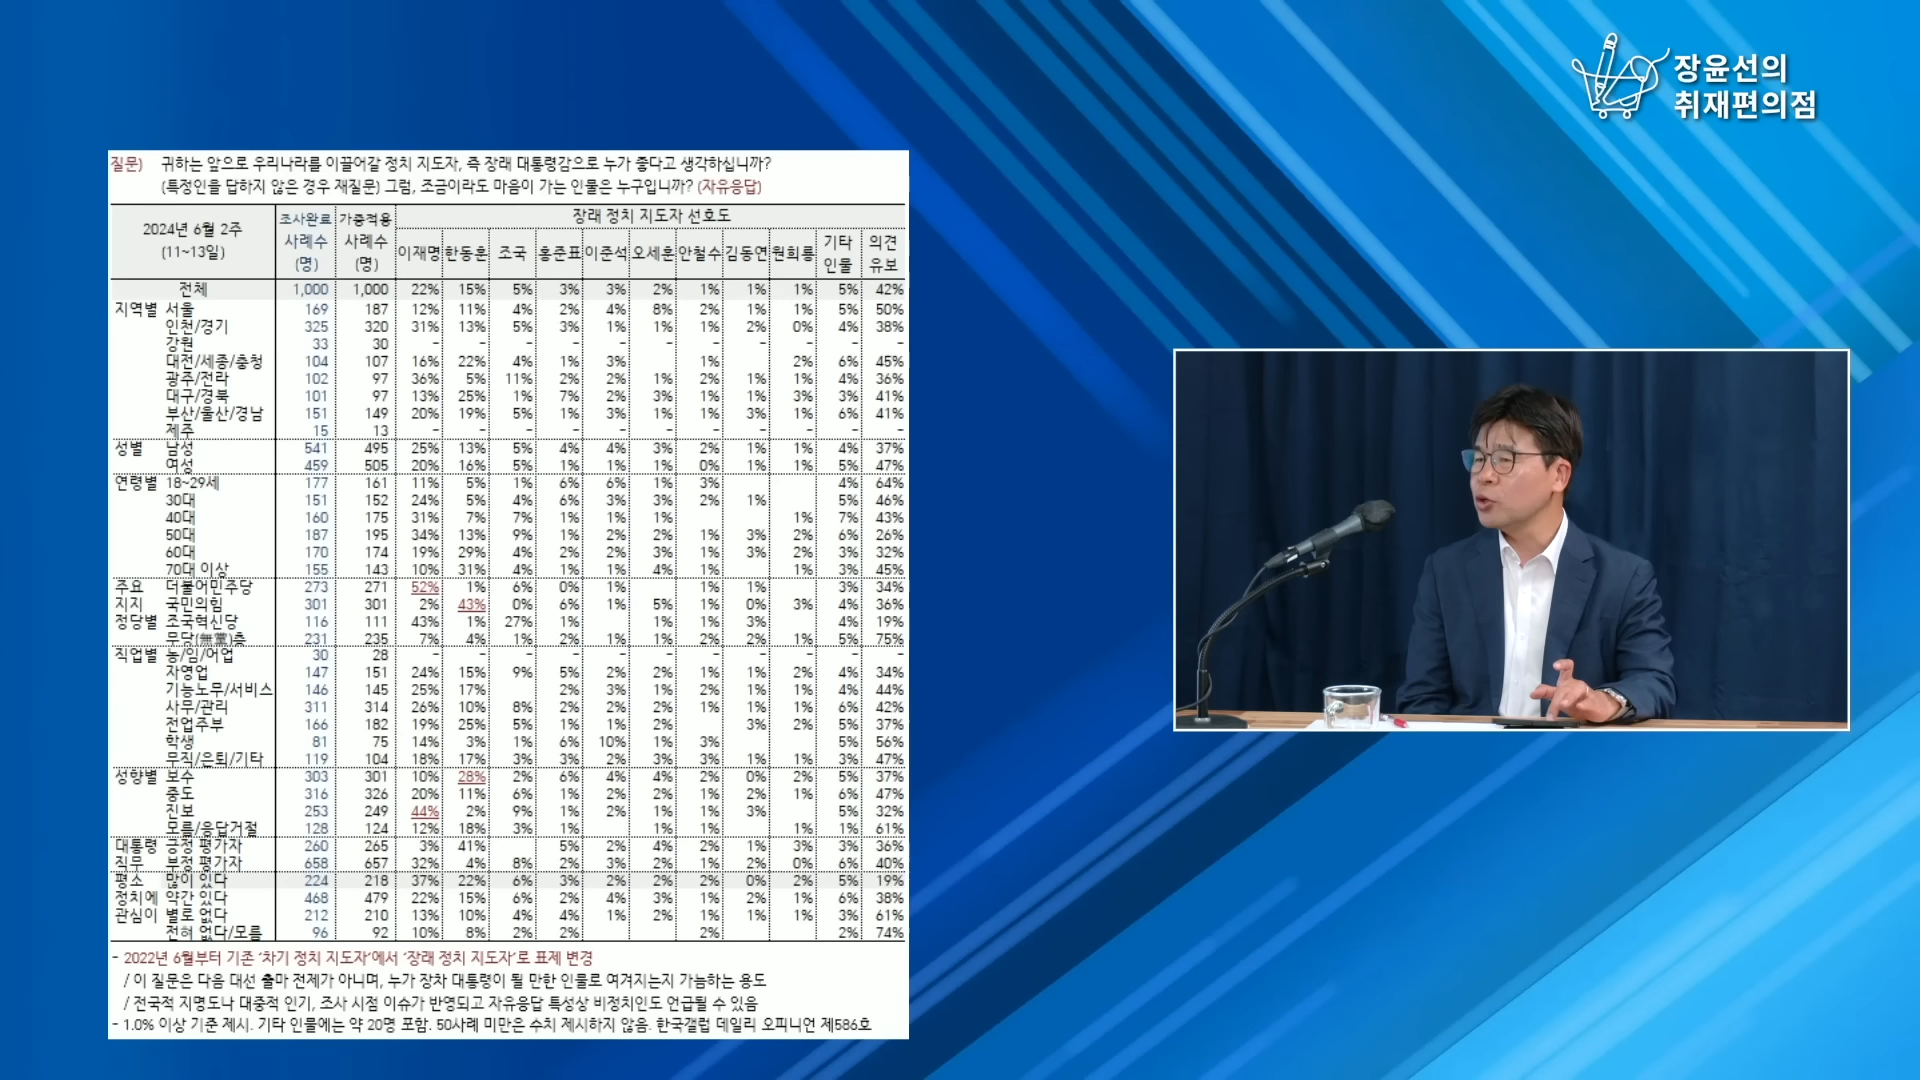 장윤선의
취재편의점
질문) 귀하는 앞으로 우리나라를 이끌어갈 정치 지도자, 즉 장래 대통령감으로 누가 좋다고 생각하십니까?
(특정인을 답하지 않은 경우 재질문) 그럼, 조금이라도 마음이 가는 인물은 누구입니까? (자유응답)
2024년 6월 2주
(11~13일)
조사완료
사례수
(명)
가중적용
사례수
(명)
장래 정치 지도자 선호도
이재명 한동훈 조국 홍준표 이준석 오세훈 안철수 김동연 원희룡 기타 인물 의견 유보
전체 1,000 1,000 22% 15% 5% 3% 3% 2% 1% 1% 1% 5% 42%
지역별 서울 169 187 12% 11% 4% 2% 4% 8% 2% 1% 1% 5% 50%
인천/경기 325 320 31% 13% 5% 3% 1% 1% 1% 2% 0% 4% 38%
강원 33 30 - - - - - - - - - - -
대전/세종/충청 104 107 16% 22% 4% 1% 3% 1% 2% 6% 45%
광주/전라 102 97 36% 5% 11% 2% 2% 1% 2% 1% 1% 4% 36%
대구/경북 101 97 13% 25% 1% 7% 2% 3% 1% 1% 3% 3% 41%
부산/울산/경남 151 149 20% 19% 5% 1% 3% 1% 1% 3% 1% 6% 41%
제주 15 13 - - - - - - - - - - -
성별 남성 541 495 25% 13% 5% 4% 4% 3% 2% 1% 1% 4% 37%
여성 459 505 20% 16% 5% 1% 1% 1% 0% 1% 1% 5% 47%
연령별 18~29세 177 161 11% 5% 1% 6% 6% 1% 3% 4% 64%
30대 151 152 24% 5% 4% 6% 3% 3% 2% 1% 5% 46%
40대 160 175 31% 7% 7% 1% 1% 1% 1% 7% 43%
50대 187 195 34% 13% 9% 1% 2% 2% 1% 3% 2% 6% 26%
60대 170 174 19% 29% 4% 2% 2% 3% 1% 3% 2% 3% 32%
70대 이상 155 143 10% 31% 4% 1% 1% 4% 1% 1% 3% 45%
주요 더불어민주당 273 271 52% 1% 6% 0% 1% 1% 1% 3% 34%
지지 국민의힘 301 301 2% 43% 0% 6% 1% 5% 1% 0% 3% 4% 36%
정당별 조국혁신당 116 111 43% 1% 27% 1% 1% 3% 4% 19%
무당(無黨)층 231 235 7% 4% 1% 2% 1% 1% 2% 2% 1% 5% 75%
직업별 농/임/어업 30 28 - - - - - - - - - - -
자영업 147 151 24% 15% 9% 5% 2% 2% 1% 1% 2% 4% 34%
기능노무/서비스 146 145 25% 17% 2% 3% 1% 2% 1% 1% 4% 44%
사무/관리 311 314 26% 10% 8% 2% 2% 2% 1% 1% 1% 6% 42%
전업주부 166 182 19% 25% 5% 1% 1% 2% 3% 2% 5% 37%
학생 81 75 14% 3% 1% 6% 10% 1% 3% 5% 56%
무직/은퇴/기타 119 104 18% 17% 3% 3% 2% 3% 3% 1% 1% 3% 47%
성향별 보수 303 301 10% 28% 2% 6% 4% 4% 2% 0% 2% 5% 37%
중도 316 326 20% 11% 6% 1% 2% 2% 1% 2% 1% 6% 47%
진보 253 249 44% 2% 9% 1% 2% 1% 1% 3% 5% 32%
모름/응답거절 128 124 12% 18% 3% 1% 1% 1% 1% 1% 61%
대통령 긍정 평가자 260 265 3% 41% 5% 2% 4% 2% 1% 3% 3% 36%
직무 부정 평가자 658 657 32% 4% 8% 2% 3% 2% 1% 2% 0% 6% 40%
평소 많이 있다 224 218 37% 22% 6% 3% 2% 2% 2% 0% 2% 5% 19%
정치에 약간 있다 468 479 22% 15% 6% 2% 4% 3% 1% 2% 1% 6% 38%
관심이 별로 없다 212 210 13% 10% 4% 4% 1% 2% 1% 1% 1% 3% 61%
전혀 없다/모름 96 92 10% 8% 2% 2% 2% 2% 74%
- 2022년 6월부터 기존 '차기 정치 지도자'에서 '장래 정치 지도자'로 표제 변경
/ 이 질문은 다음 대선 출마 전제가 아니며, 누가 장차 대통령이 될 만한 인물로 여겨지는지 가늠하는 용도
/ 전국적 지명도나 대중적 인기, 조사 시점 이슈가 반영되고 자유응답 특성상 비정치인도 언급될 수 있음
- 1.0% 이상 기준 제시. 기타 인물에는 약 20명 포함. 50사례 미만은 수치 제시하지 않음. 한국갤럽 데일리 오피니언 제586호